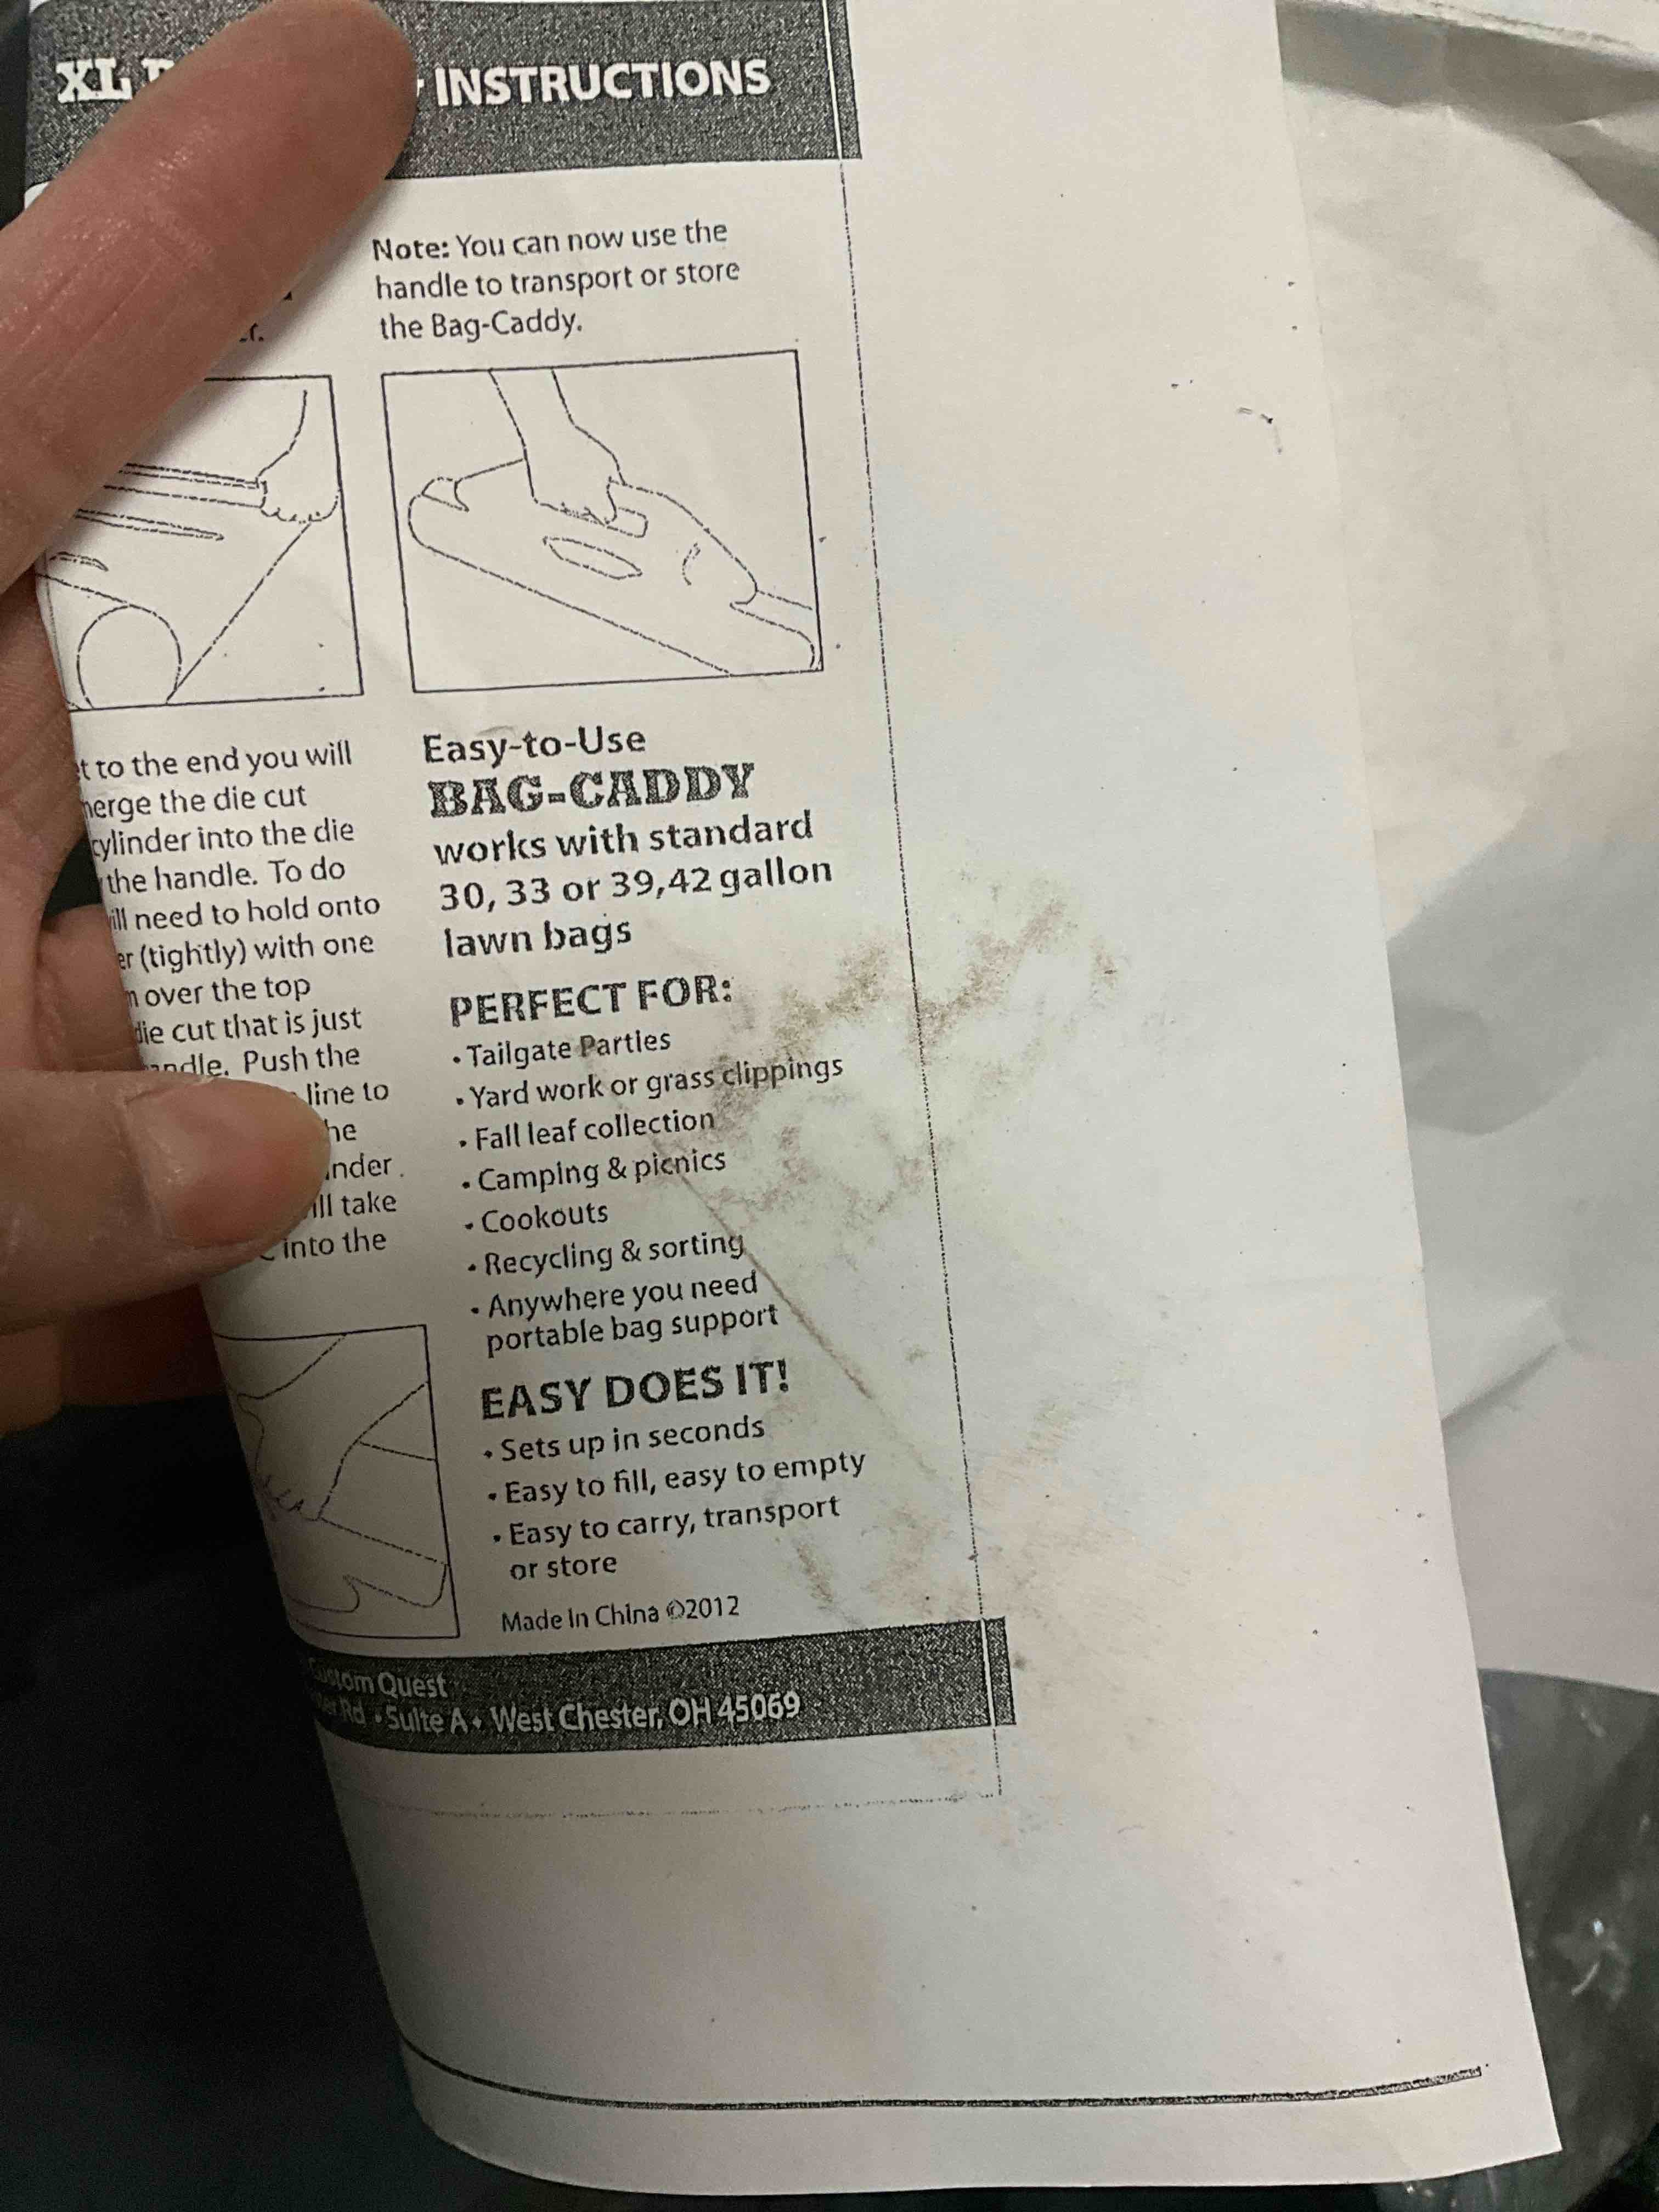 XL INSTRUCTIONS
Note: You can now use the
handle to transport or store
the Bag-Caddy.
to the end you will
the die cut
cylinder into the die
the handle. To do
need to hold onto
(tightly) with one
over the top
die cut that is just
Push the
line to
take
into the
Easy-to-Use
BAG-CADDY
works with standard
30, 33 or 39,42 gallon
lawn bags
PERFECT FOR:
• Tailgate Parties
• Yard work or grass clippings
• Fall leaf collection
• Camping & picnics
• Cookouts
• Recycling & sorting
• Anywhere you need
portable bag support
EASY DOES IT!
• Sets up in seconds
• Easy to fill, easy to empty
• Easy to carry, transport
or store
Made In China ©2012
Custom Quest
Rd • Suite A • West Chester, OH 45069